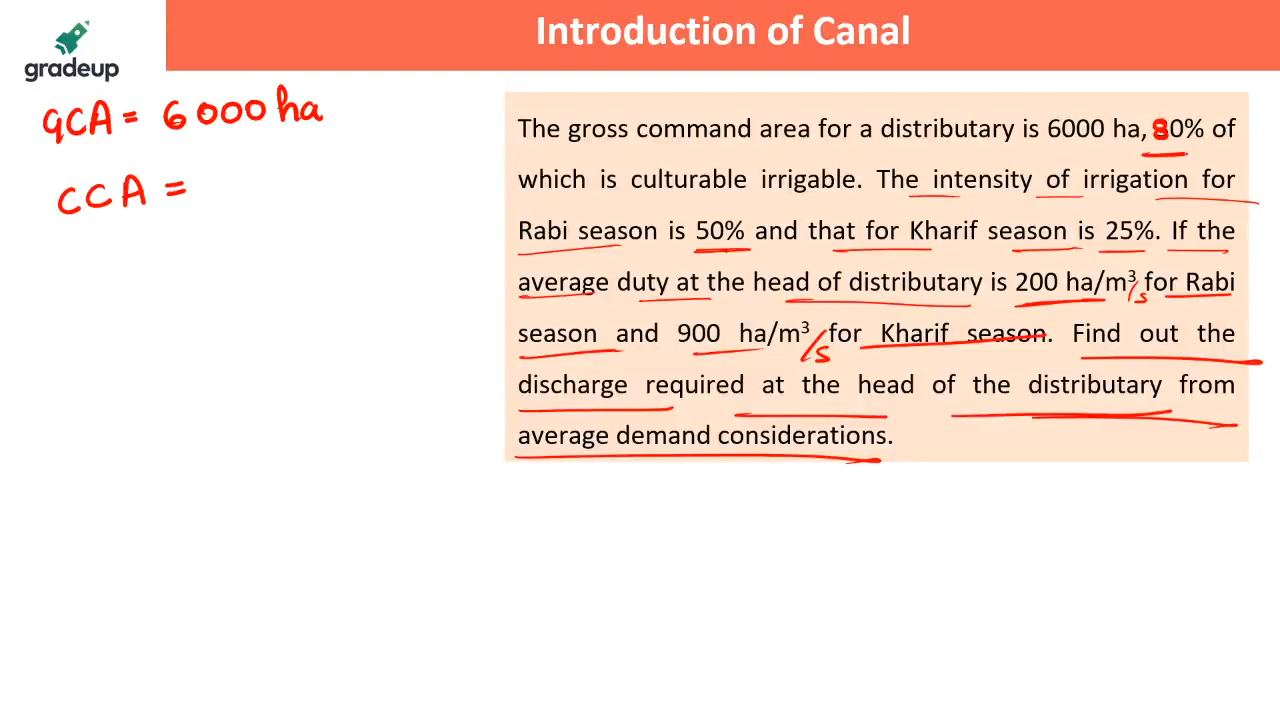 Introduction of Canal
gradeup
GCA = 6000 ha
CCA =
The gross command area for a distributary is 6000 ha, 80% of
which is culturable irrigable. The intensity of irrigation for
Rabi season is 50% and that for Kharif season is 25%. If the
average duty at the head of distributary is 200 ha/m³/s for Rabi
season and 900 ha/m³/s for Kharif season. Find out the
discharge required at the head of the distributary from
average demand considerations.